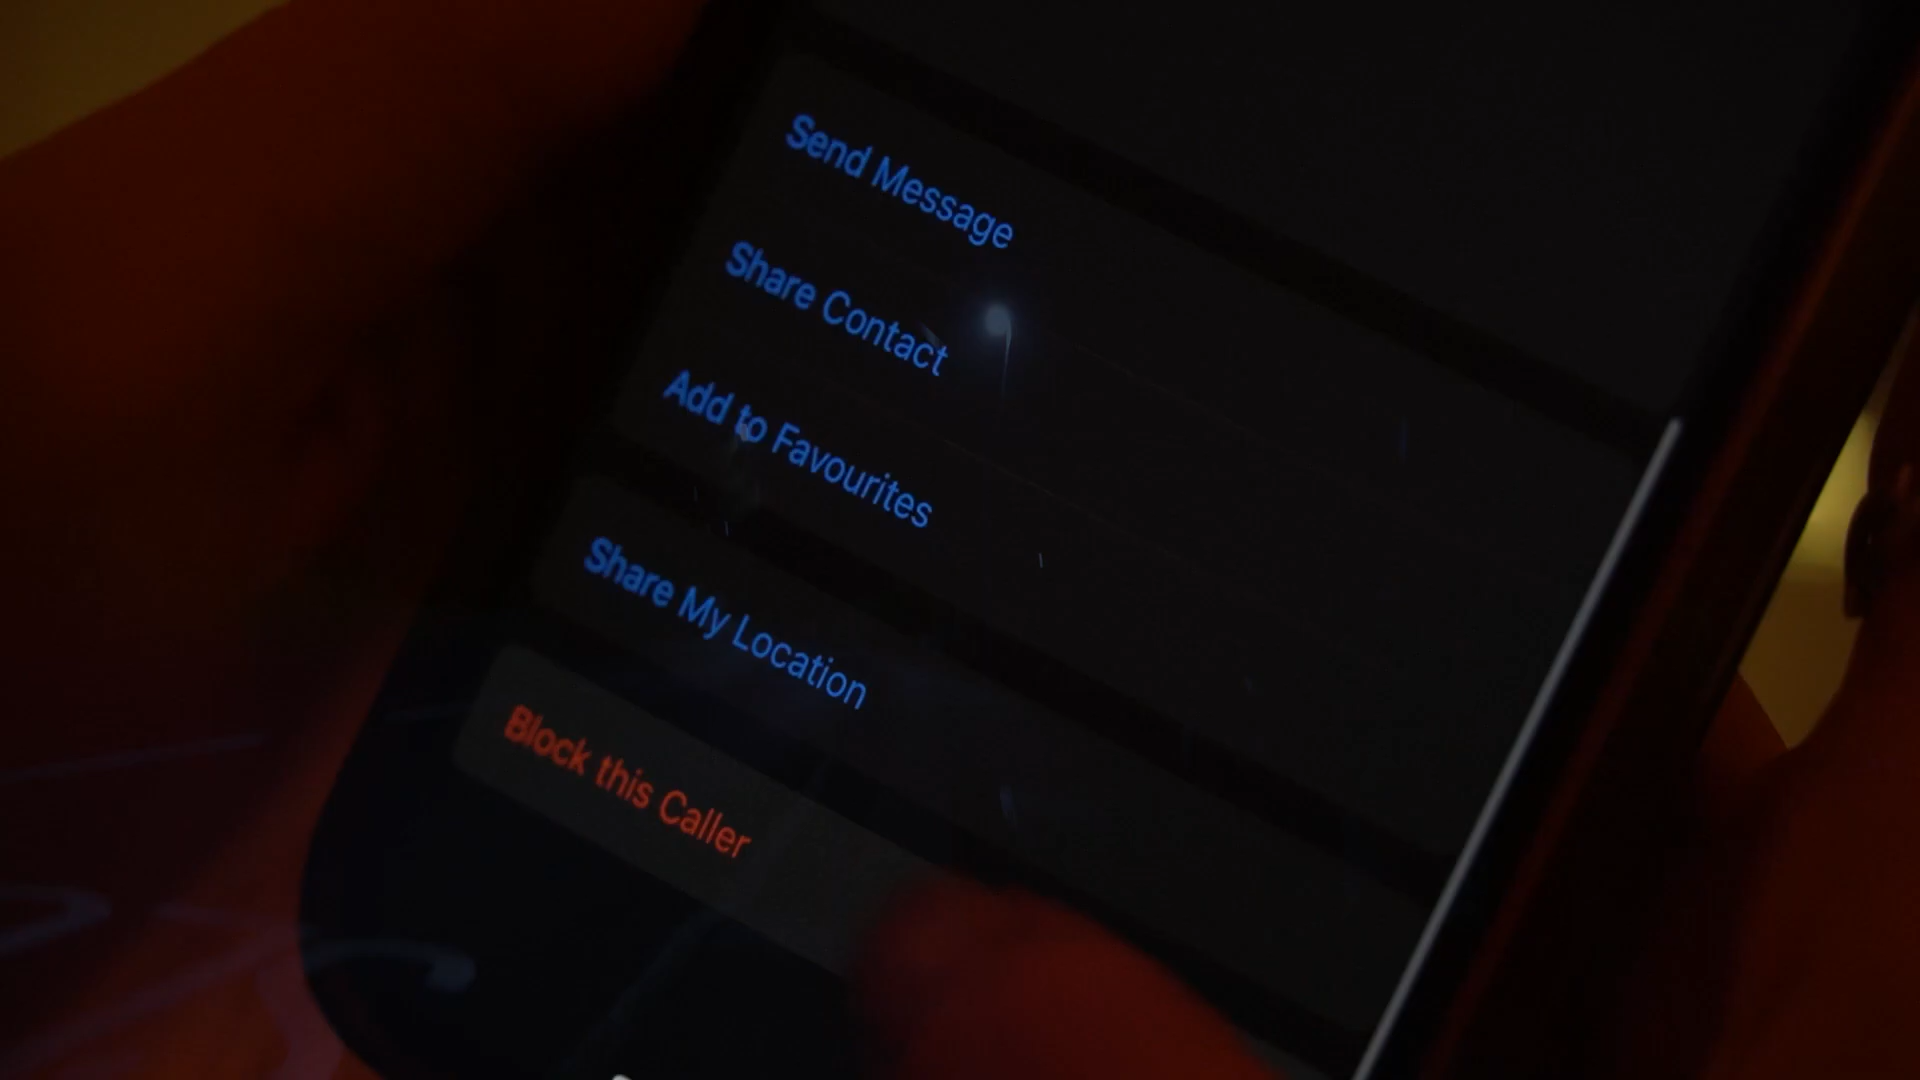 Send Message
Share Contact
Add to Favourites
Share My Location
Block this Caller